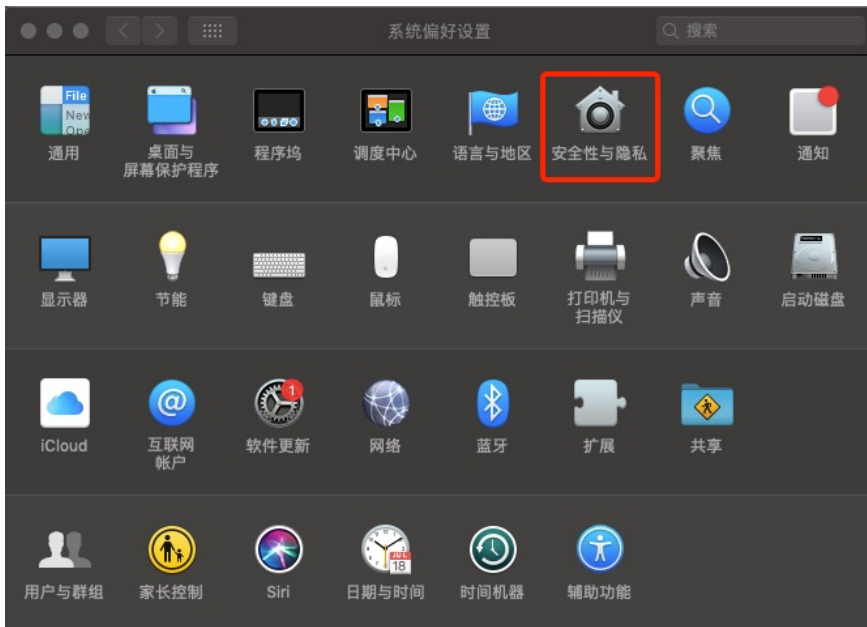 系统偏好设置
搜索
File
New
Ope
通用
桌面与
屏幕保护程序
程序坞
调度中心
语言与地区
安全性与隐私
聚焦
通知
显示器
节能
键盘
鼠标
触控板
打印机与
扫描仪
声音
启动磁盘
iCloud
@
互联网
帐户
1
软件更新
网络
蓝牙
扩展
共享
用户与群组
家长控制
Siri
JUL
18
日期与时间
时间机器
辅助功能